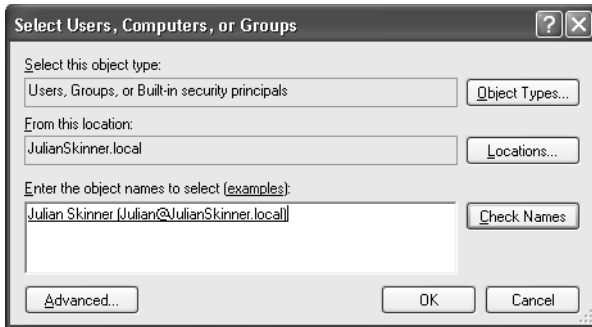 Select Users, Computers, or Groups
Select this object type:
Users, Groups, or Built-in security principals
Object Types...
From this location:
JulianSkinner.local
Locations...
Enter the object names to select (examples):
Julian Skinner (Julian@JulianSkinner.local)
Check Names
Advanced...
OK
Cancel